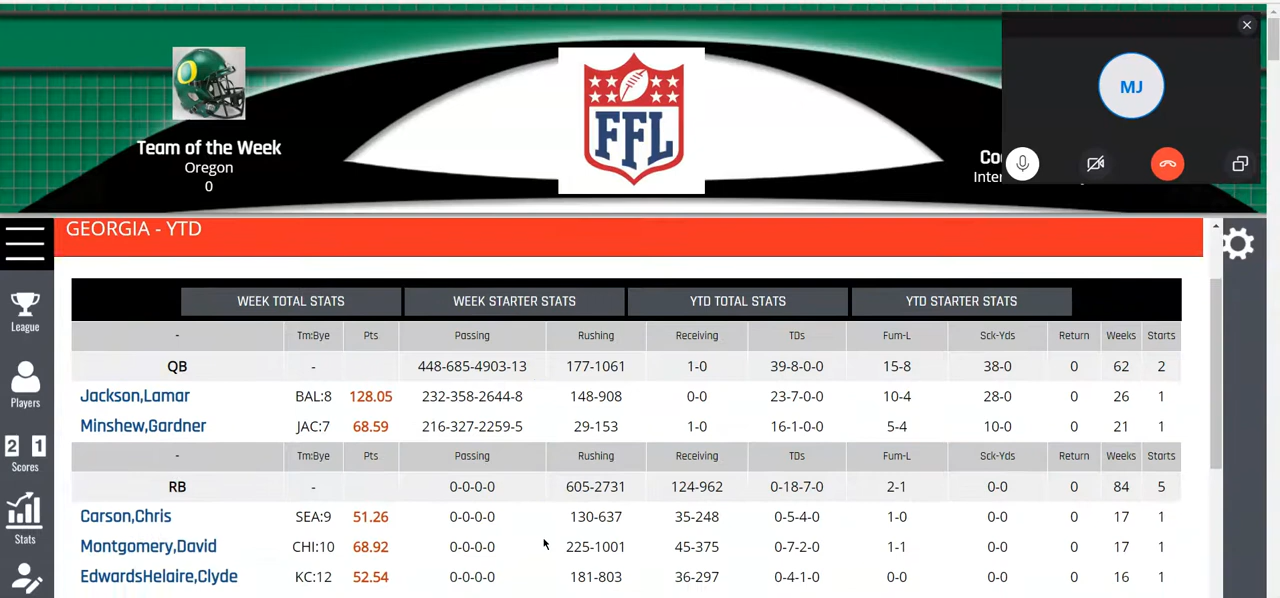 Team of the Week
Oregon
0
FFL
Co
Inter
MJ
GEORGIA - YTD
WEEK TOTAL STATS WEEK STARTER STATS YTD TOTAL STATS YTD STARTER STATS
- Tm:Bye Pts Passing Rushing Receiving TDs Fum-L Sck-Yds Return Weeks Starts
QB - 448-685-4903-13 177-1061 1-0 39-8-0-0 15-8 38-0 0 62 2
Jackson,Lamar BAL:8 128.05 232-358-2644-8 148-908 0-0 23-7-0-0 10-4 28-0 0 26 1
Minshew,Gardner JAC:7 68.59 216-327-2259-5 29-153 1-0 16-1-0-0 5-4 10-0 0 21 1
- Tm:Bye Pts Passing Rushing Receiving TDs Fum-L Sck-Yds Return Weeks Starts
RB - 0-0-0-0 605-2731 124-962 0-18-7-0 2-1 0-0 0 84 5
Carson,Chris SEA:9 51.26 0-0-0-0 130-637 35-248 0-5-4-0 1-0 0-0 0 17 1
Montgomery,David CHI:10 68.92 0-0-0-0 225-1001 45-375 0-7-2-0 1-1 0-0 0 17 1
EdwardsHelaire,Clyde KC:12 52.54 0-0-0-0 181-803 36-297 0-4-1-0 0-0 0-0 0 16 1
League
Players
2 1
Scores
Stats